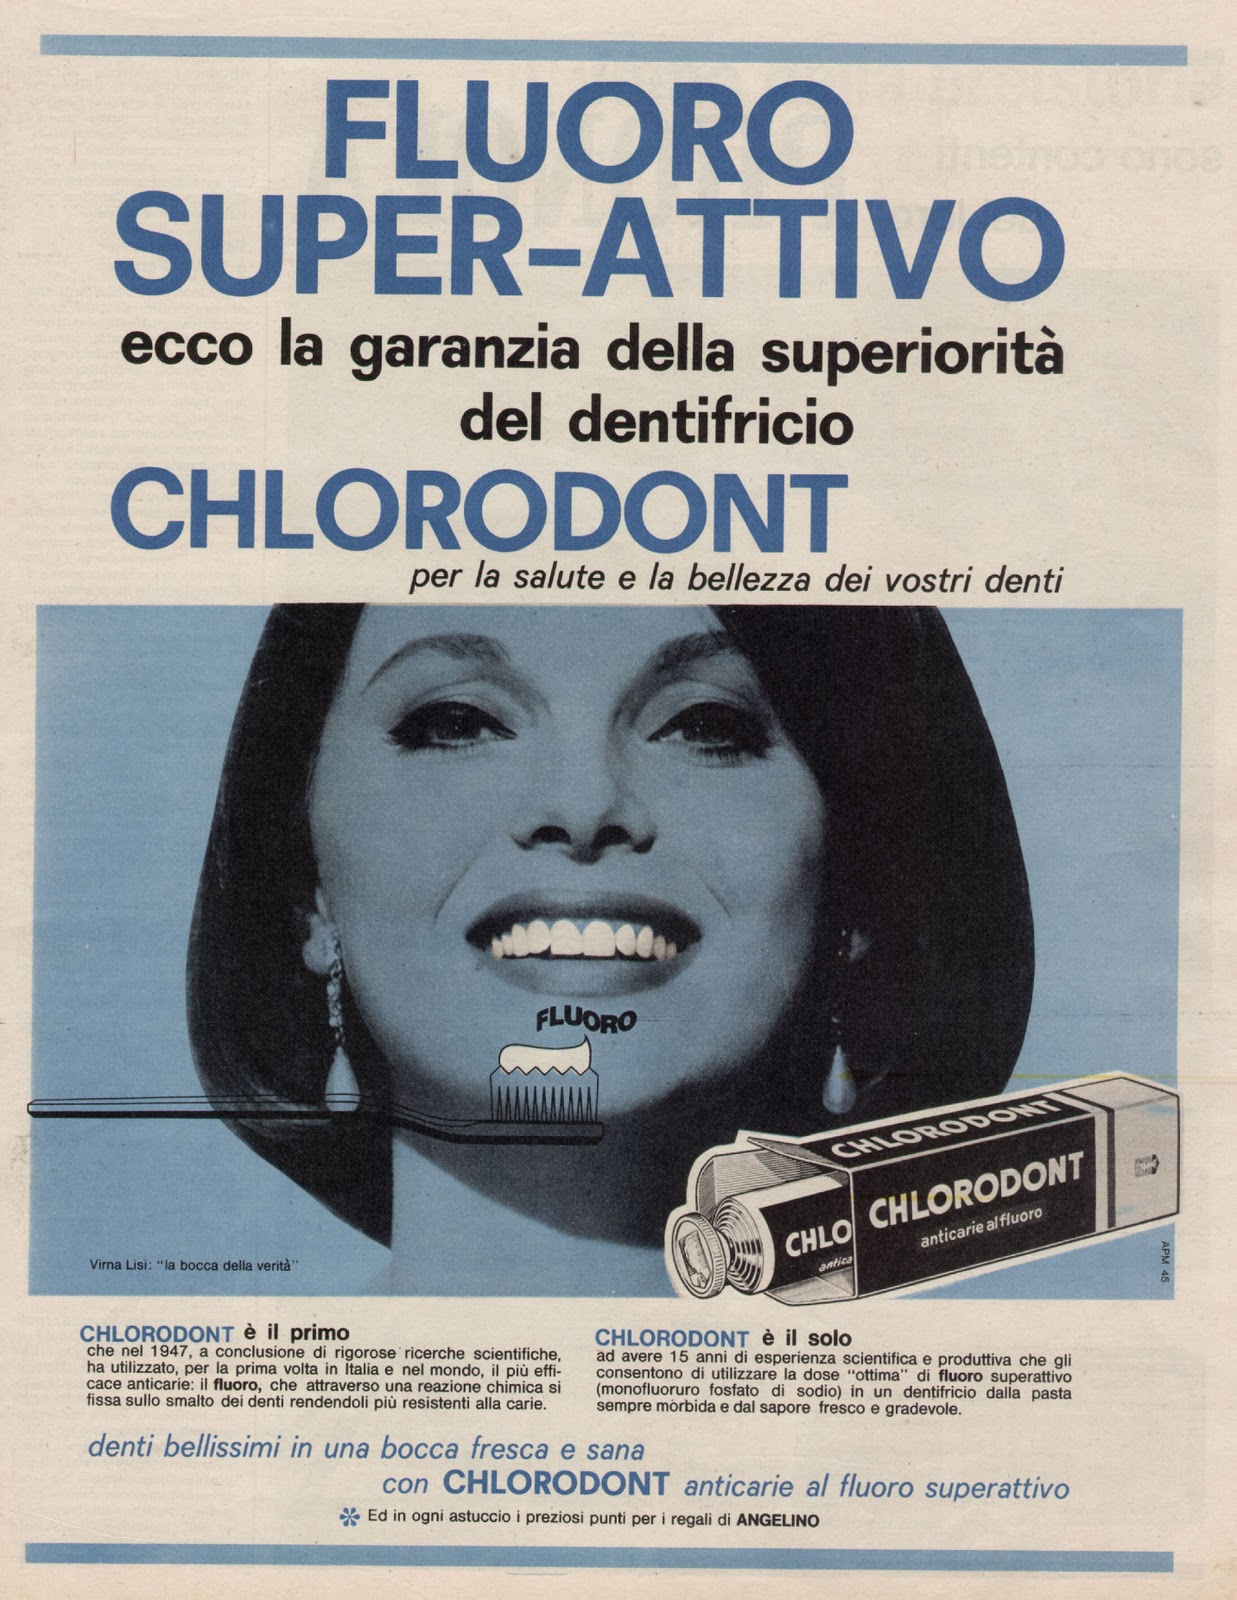 FLUORO
SUPER-ATTIVO
ecco la garanzia della superiorità
del dentifricio
CHLORODONT
per la salute e la bellezza dei vostri denti
FLUORO
CHLORODONT
CHLORODONT
anticarie al fluoro
CHLO
antica
Virna Lisi: "la bocca della verità"
APM 45
CHLORODONT è il primo
che nel 1947, a conclusione di rigorose ricerche scientifiche,
ha utilizzato, per la prima volta in Italia e nel mondo, il più effi-
cace anticarie: il fluoro, che attraverso una reazione chimica si
fissa sullo smalto dei denti rendendoli più resistenti alla carie.
CHLORODONT è il solo
ad avere 15 anni di esperienza scientifica e produttiva che gli
consentono di utilizzare la dose "ottima" di fluoro superattivo
(monofluoruro fosfato di sodio) in un dentifricio dalla pasta
sempre morbida e dal sapore fresco e gradevole.
denti bellissimi in una bocca fresca e sana
con CHLORODONT anticarie al fluoro superattivo
Ed in ogni astuccio i preziosi punti per i regali di ANGELINO